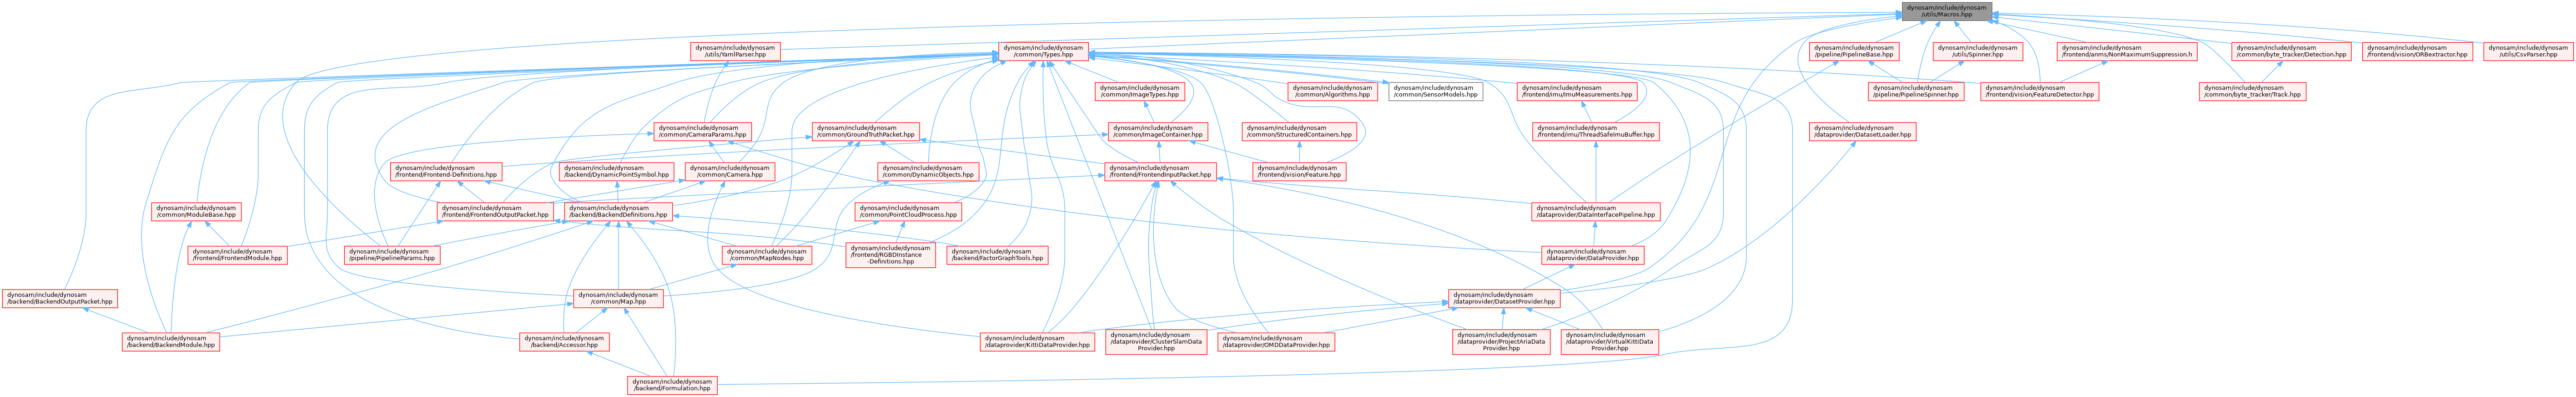 dynosam/include/dynosam
/utils/Macros.hpp
dynosam/include/dynosam
/utils/YamlParser.hpp
dynosam/include/dynosam
/common/Types.hpp
dynosam/include/dynosam
/pipeline/PipelineBase.hpp
dynosam/include/dynosam
/utils/Spinner.hpp
dynosam/include/dynosam
/frontend/anms/NonMaximumSuppression.h
dynosam/include/dynosam
/common/byte_tracker/Detection.hpp
dynosam/include/dynosam
/frontend/vision/ORBextractor.hpp
dynosam/include/dynosam
/utils/CsvParser.hpp
dynosam/include/dynosam
/common/ImageTypes.hpp
dynosam/include/dynosam
/common/Algorithms.hpp
dynosam/include/dynosam
/common/SensorModels.hpp
dynosam/include/dynosam
/frontend/imu/ImuMeasurements.hpp
dynosam/include/dynosam
/pipeline/PipelineSpinner.hpp
dynosam/include/dynosam
/frontend/vision/FeatureDetector.hpp
dynosam/include/dynosam
/common/byte_tracker/Track.hpp
dynosam/include/dynosam
/common/CameraParams.hpp
dynosam/include/dynosam
/common/GroundTruthPacket.hpp
dynosam/include/dynosam
/common/ImageContainer.hpp
dynosam/include/dynosam
/common/StructuredContainers.hpp
dynosam/include/dynosam
/frontend/imu/ThreadSafeImuBuffer.hpp
dynosam/include/dynosam
/dataprovider/DatasetLoader.hpp
dynosam/include/dynosam
/frontend/Frontend-Definitions.hpp
dynosam/include/dynosam
/backend/DynamicPointSymbol.hpp
dynosam/include/dynosam
/common/Camera.hpp
dynosam/include/dynosam
/common/DynamicObjects.hpp
dynosam/include/dynosam
/frontend/FrontendInputPacket.hpp
dynosam/include/dynosam
/frontend/vision/Feature.hpp
dynosam/include/dynosam
/common/ModuleBase.hpp
dynosam/include/dynosam
/frontend/FrontendOutputPacket.hpp
dynosam/include/dynosam
/backend/BackendDefinitions.hpp
dynosam/include/dynosam
/common/PointCloudProcess.hpp
dynosam/include/dynosam
/dataprovider/DataInterfacePipeline.hpp
dynosam/include/dynosam
/frontend/FrontendModule.hpp
dynosam/include/dynosam
/pipeline/PipelineParams.hpp
dynosam/include/dynosam
/common/MapNodes.hpp
dynosam/include/dynosam
/frontend/RGBDInstance
-Definitions.hpp
dynosam/include/dynosam
/backend/FactorGraphTools.hpp
dynosam/include/dynosam
/dataprovider/DataProvider.hpp
dynosam/include/dynosam
/backend/BackendOutputPacket.hpp
dynosam/include/dynosam
/common/Map.hpp
dynosam/include/dynosam
/dataprovider/DatasetProvider.hpp
dynosam/include/dynosam
/backend/BackendModule.hpp
dynosam/include/dynosam
/backend/Accessor.hpp
dynosam/include/dynosam
/dataprovider/KittiDataProvider.hpp
dynosam/include/dynosam
/dataprovider/ClusterSlamData
Provider.hpp
dynosam/include/dynosam
/dataprovider/OMDDataProvider.hpp
dynosam/include/dynosam
/dataprovider/ProjectAriaData
Provider.hpp
dynosam/include/dynosam
/dataprovider/VirtualKittiData
Provider.hpp
dynosam/include/dynosam
/backend/Formulation.hpp